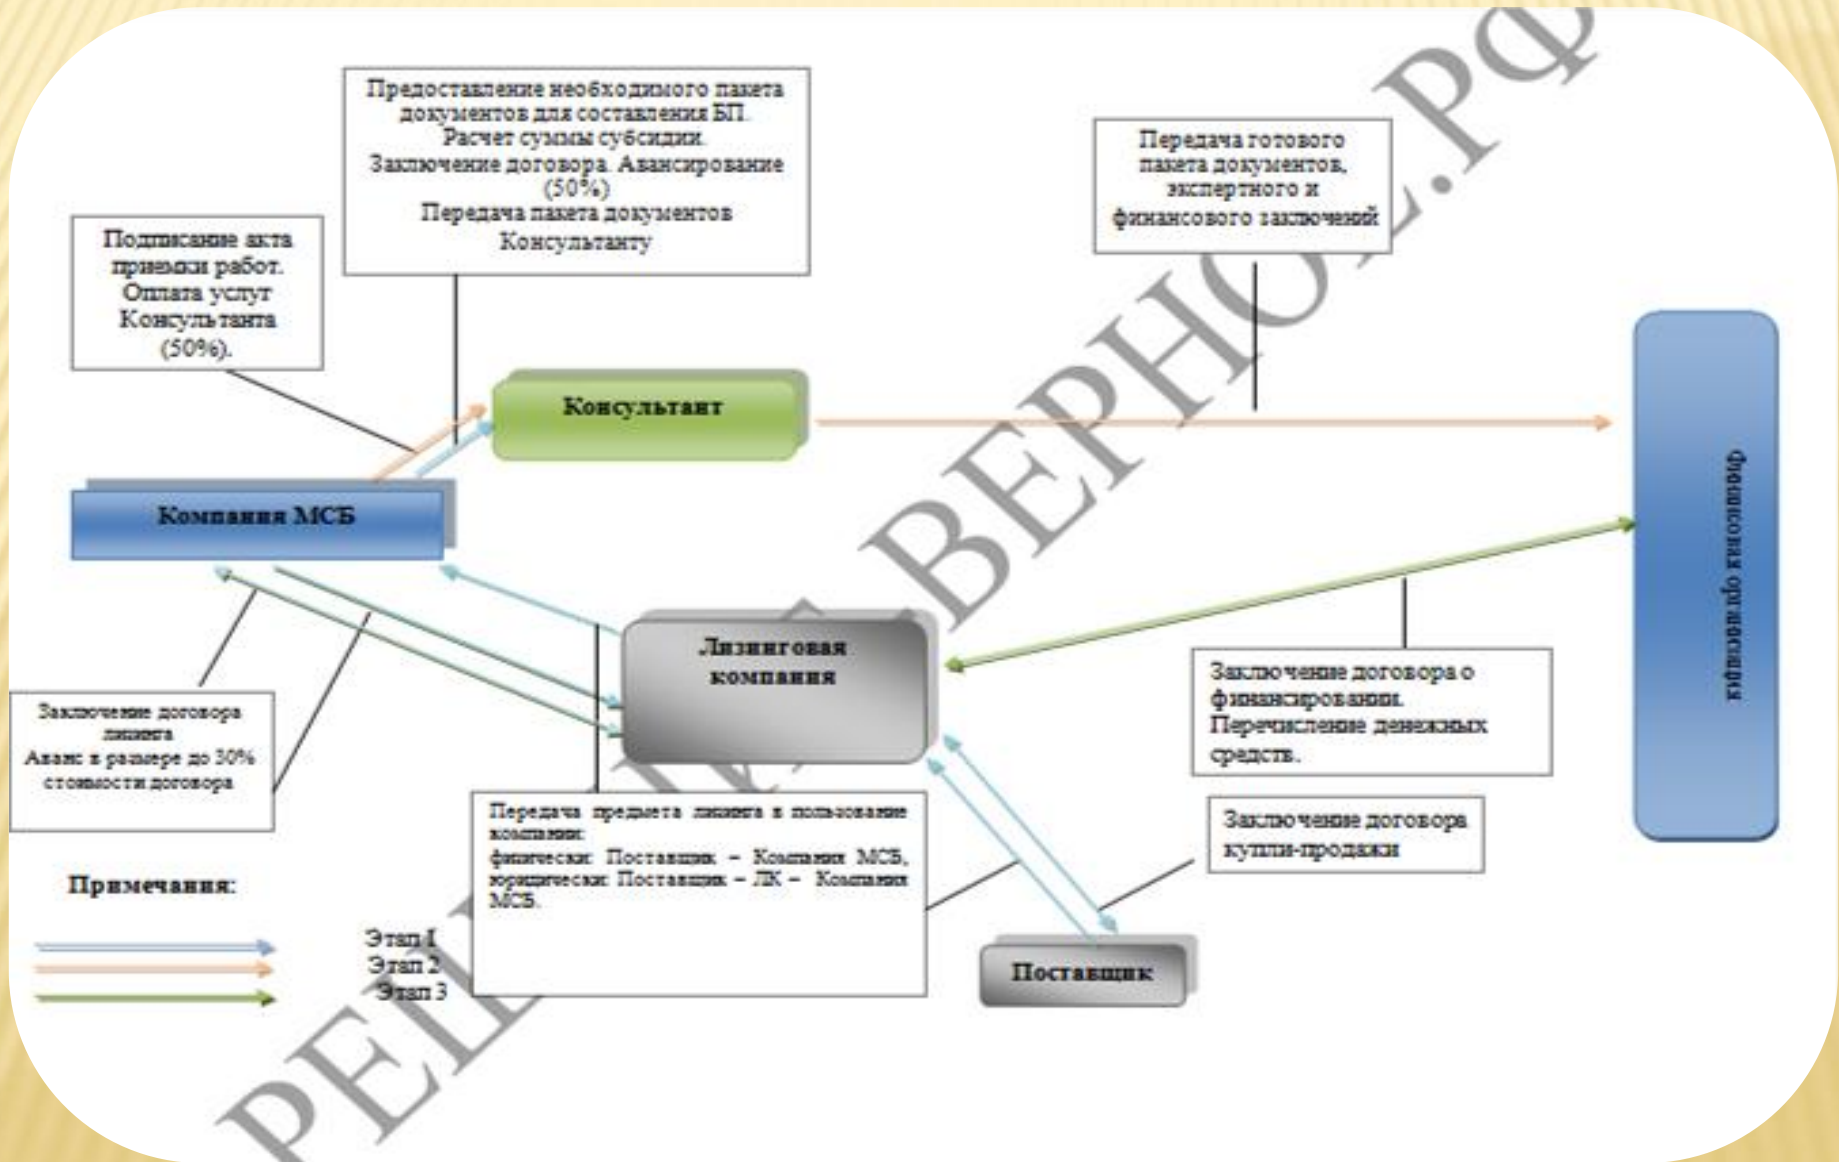 Предоставление необходимого пакета
документов для составления БП.
Расчет суммы субсидии.
Заключение договора. Авансирование
(50%)
Передача пакета документов
Консультанту
Передача готового
пакета документов,
экспертного и
финансового заключений
Подписание акта
приемки работ.
Оплата услуг
Консультанта
(50%).
Консультант
Компания МСБ
Финансовая организация
Лизинговая
компания
Заключение договора о
финансировании.
Перечисление денежных
средств.
Заключение договора
лизинга
Аванс в размере до 30%
стоимости договора
Передача предмета лизинга в пользование
компании:
физически: Поставщик – Компания МСБ,
юридически: Поставщик – ЛК – Компания
МСБ.
Заключение договора
купли-продажи
Примечания:
Этап 1
Этап 2
Этап 3
Поставщик
ВЕРНОЕ.РФ